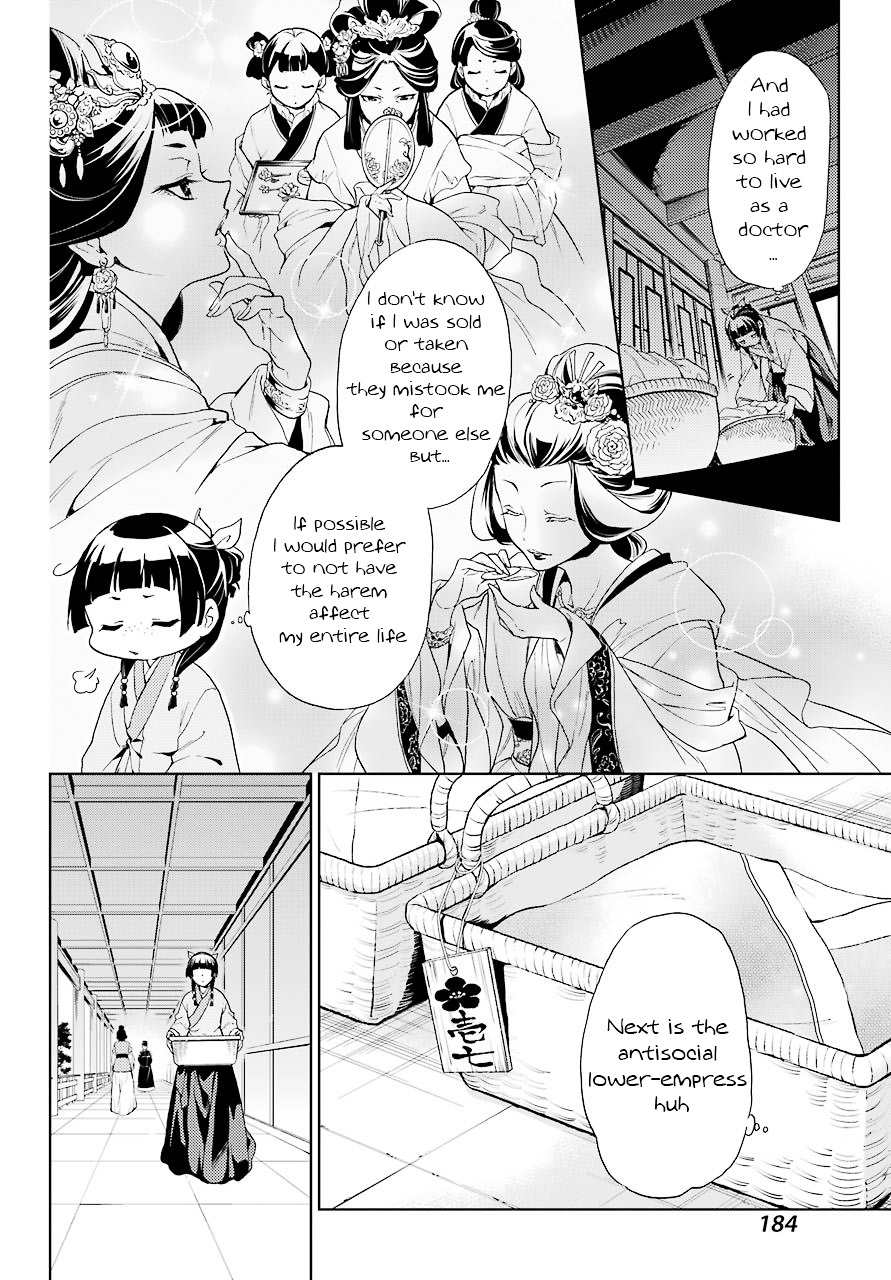 And
I had
worked
so hard
to live
as a
doctor
...
I don't know
if I was sold
or taken
because
they mistook me
for
someone else
But...
If possible
I would prefer
to not have
the harem
affect
my entire life
Next is the
antisocial
lower-empress
huh
壱
七
184